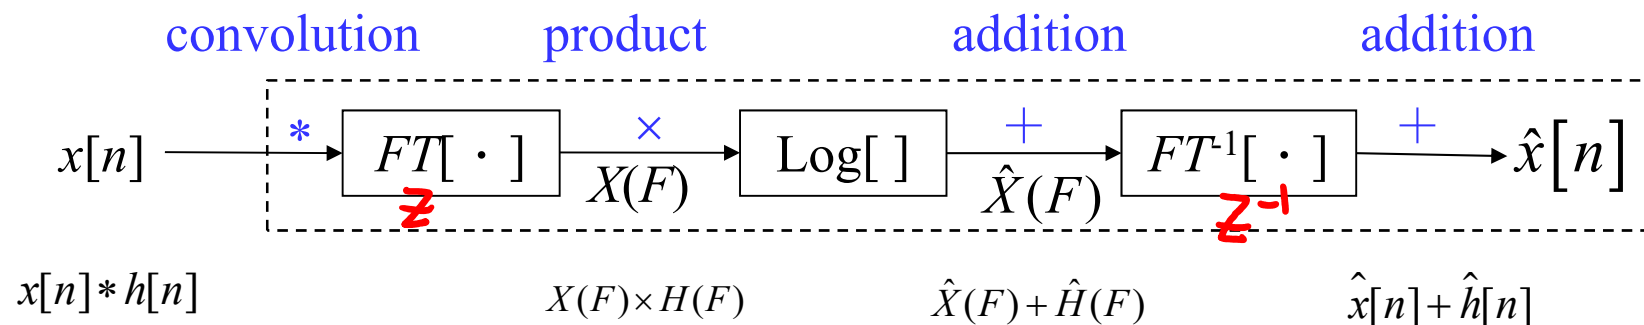 convolution product addition addition
* × + +
x[n] FT[ · ] X(F) Log[ ] X̂(F) FT⁻¹[ · ] x̂[n]
Z Z⁻¹
x[n] * h[n] X(F) × H(F) X̂(F) + Ĥ(F) x̂[n] + ĥ[n]